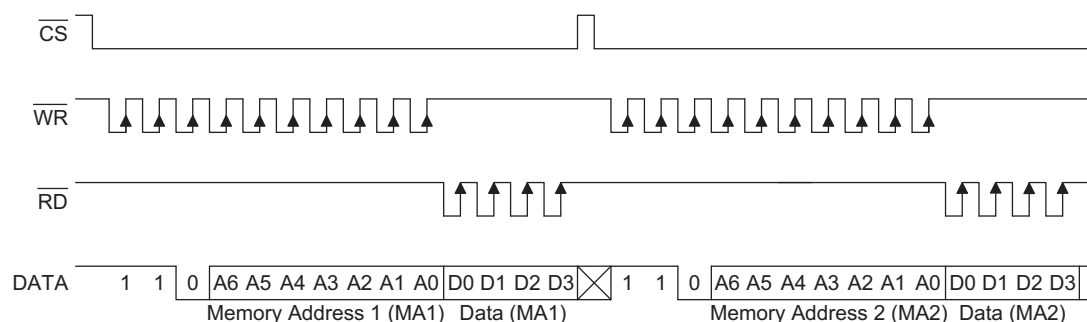 CS
WR
RD
DATA 1 1 0 A6 A5 A4 A3 A2 A1 A0 D0 D1 D2 D3 1 1 0 A6 A5 A4 A3 A2 A1 A0 D0 D1 D2 D3
Memory Address 1 (MA1) Data (MA1) Memory Address 2 (MA2) Data (MA2)